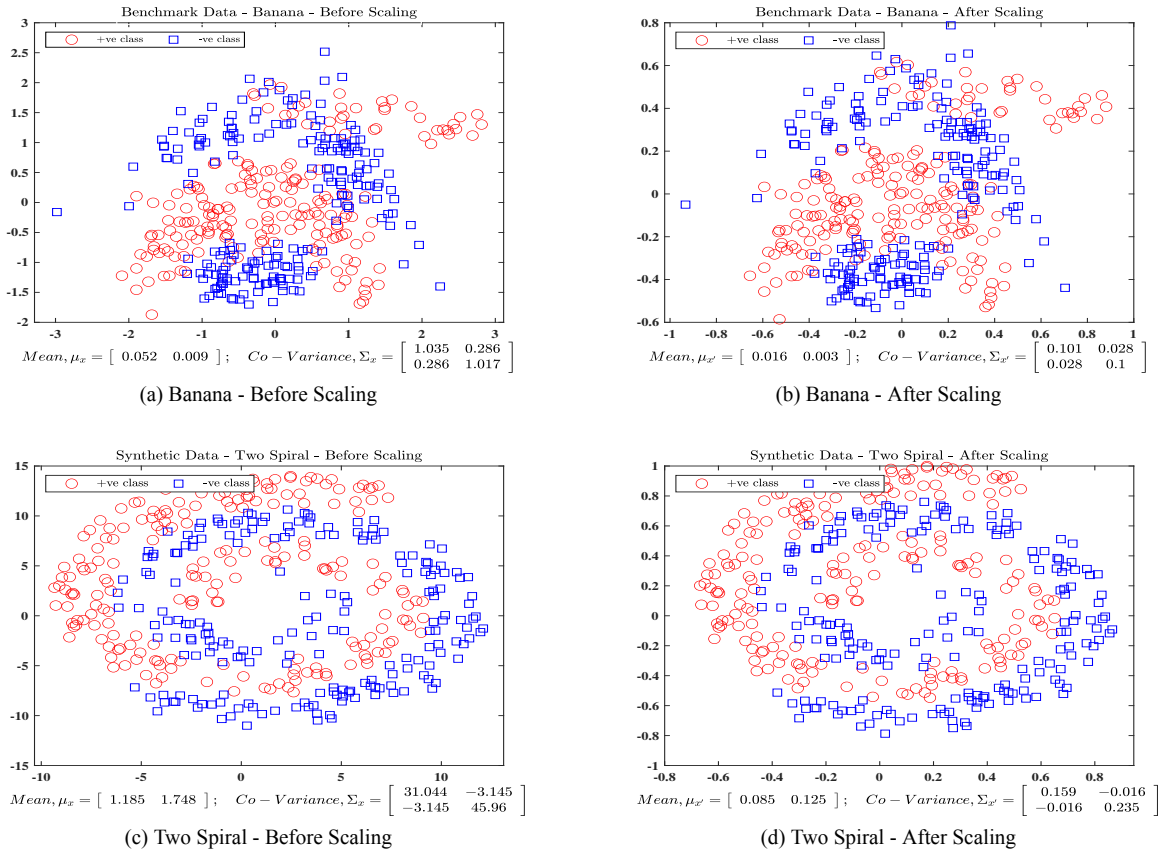 Benchmark Data - Banana - Before Scaling
+ve class -ve class
3
2.5
2
1.5
1
0.5
0
-0.5
-1
-1.5
-2
-3 -2 -1 0 1 2 3
Mean, μx = [ 0.052 0.009 ] ; Co − Variance, Σx = [ 1.035 0.286
0.286 1.017 ]
(a) Banana - Before Scaling
Benchmark Data - Banana - After Scaling
+ve class -ve class
0.8
0.6
0.4
0.2
0
-0.2
-0.4
-0.6
-1 -0.8 -0.6 -0.4 -0.2 0 0.2 0.4 0.6 0.8 1
Mean, μx′ = [ 0.016 0.003 ] ; Co − Variance, Σx′ = [ 0.101 0.028
0.028 0.1 ]
(b) Banana - After Scaling
Synthetic Data - Two Spiral - Before Scaling
+ve class -ve class
15
10
5
0
-5
-10
-15
-10 -5 0 5 10
Mean, μx = [ 1.185 1.748 ] ; Co − Variance, Σx = [ 31.044 −3.145
−3.145 45.96 ]
(c) Two Spiral - Before Scaling
Synthetic Data - Two Spiral - After Scaling
+ve class -ve class
1
0.8
0.6
0.4
0.2
0
-0.2
-0.4
-0.6
-0.8
-1
-0.8 -0.6 -0.4 -0.2 0 0.2 0.4 0.6 0.8
Mean, μx′ = [ 0.085 0.125 ] ; Co − Variance, Σx′ = [ 0.159 −0.016
−0.016 0.235 ]
(d) Two Spiral - After Scaling